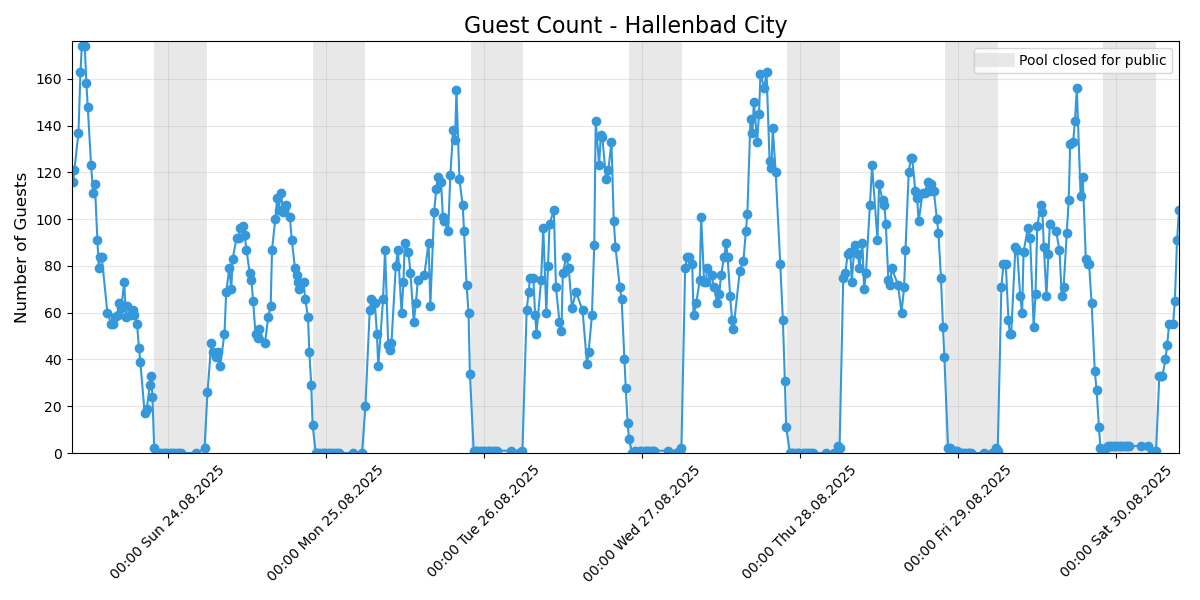 Guest Count - Hallenbad City
Pool closed for public
Number of Guests
160
140
120
100
80
60
40
20
0
00:00 Sun 24.08.2025
00:00 Mon 25.08.2025
00:00 Tue 26.08.2025
00:00 Wed 27.08.2025
00:00 Thu 28.08.2025
00:00 Fri 29.08.2025
00:00 Sat 30.08.2025